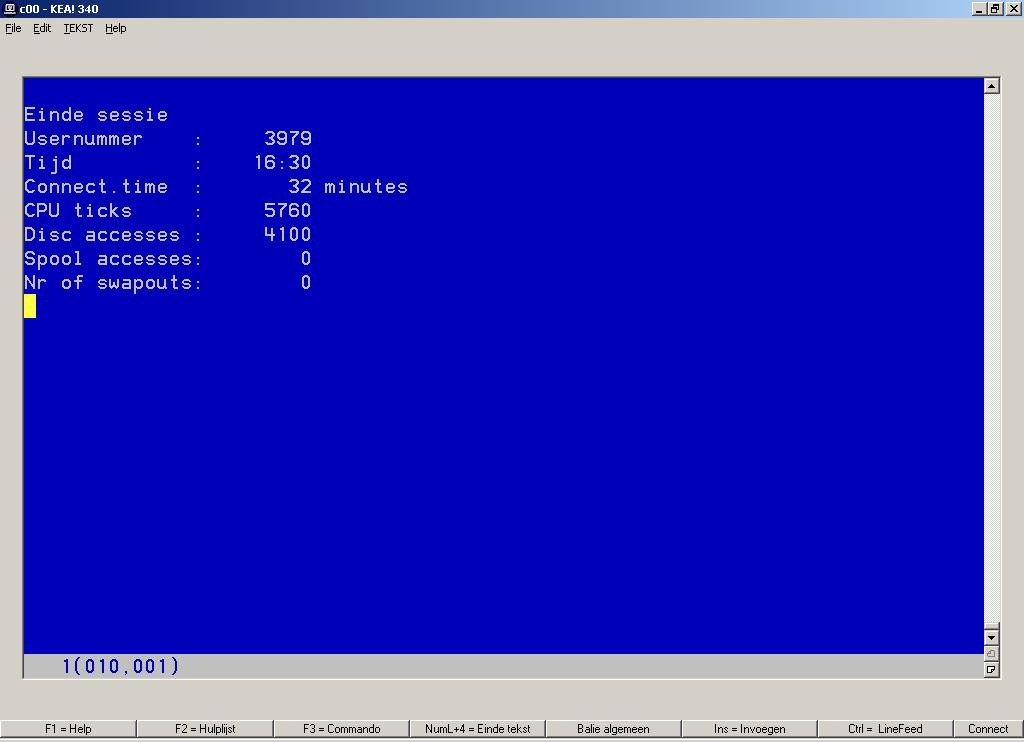 c00 - KEA! 340
File Edit TEKST Help
Einde sessie
Usernummer : 3979
Tijd : 16:30
Connect.time : 32 minutes
CPU ticks : 5760
Disc accesses : 4100
Spool accesses: 0
Nr of swapouts: 0
1(010,001)
F1 = Help F2 = Hulplijst F3 = Commando NumL+4 = Einde tekst Balie algemeen Ins = Invoegen Ctrl = LineFeed Connect